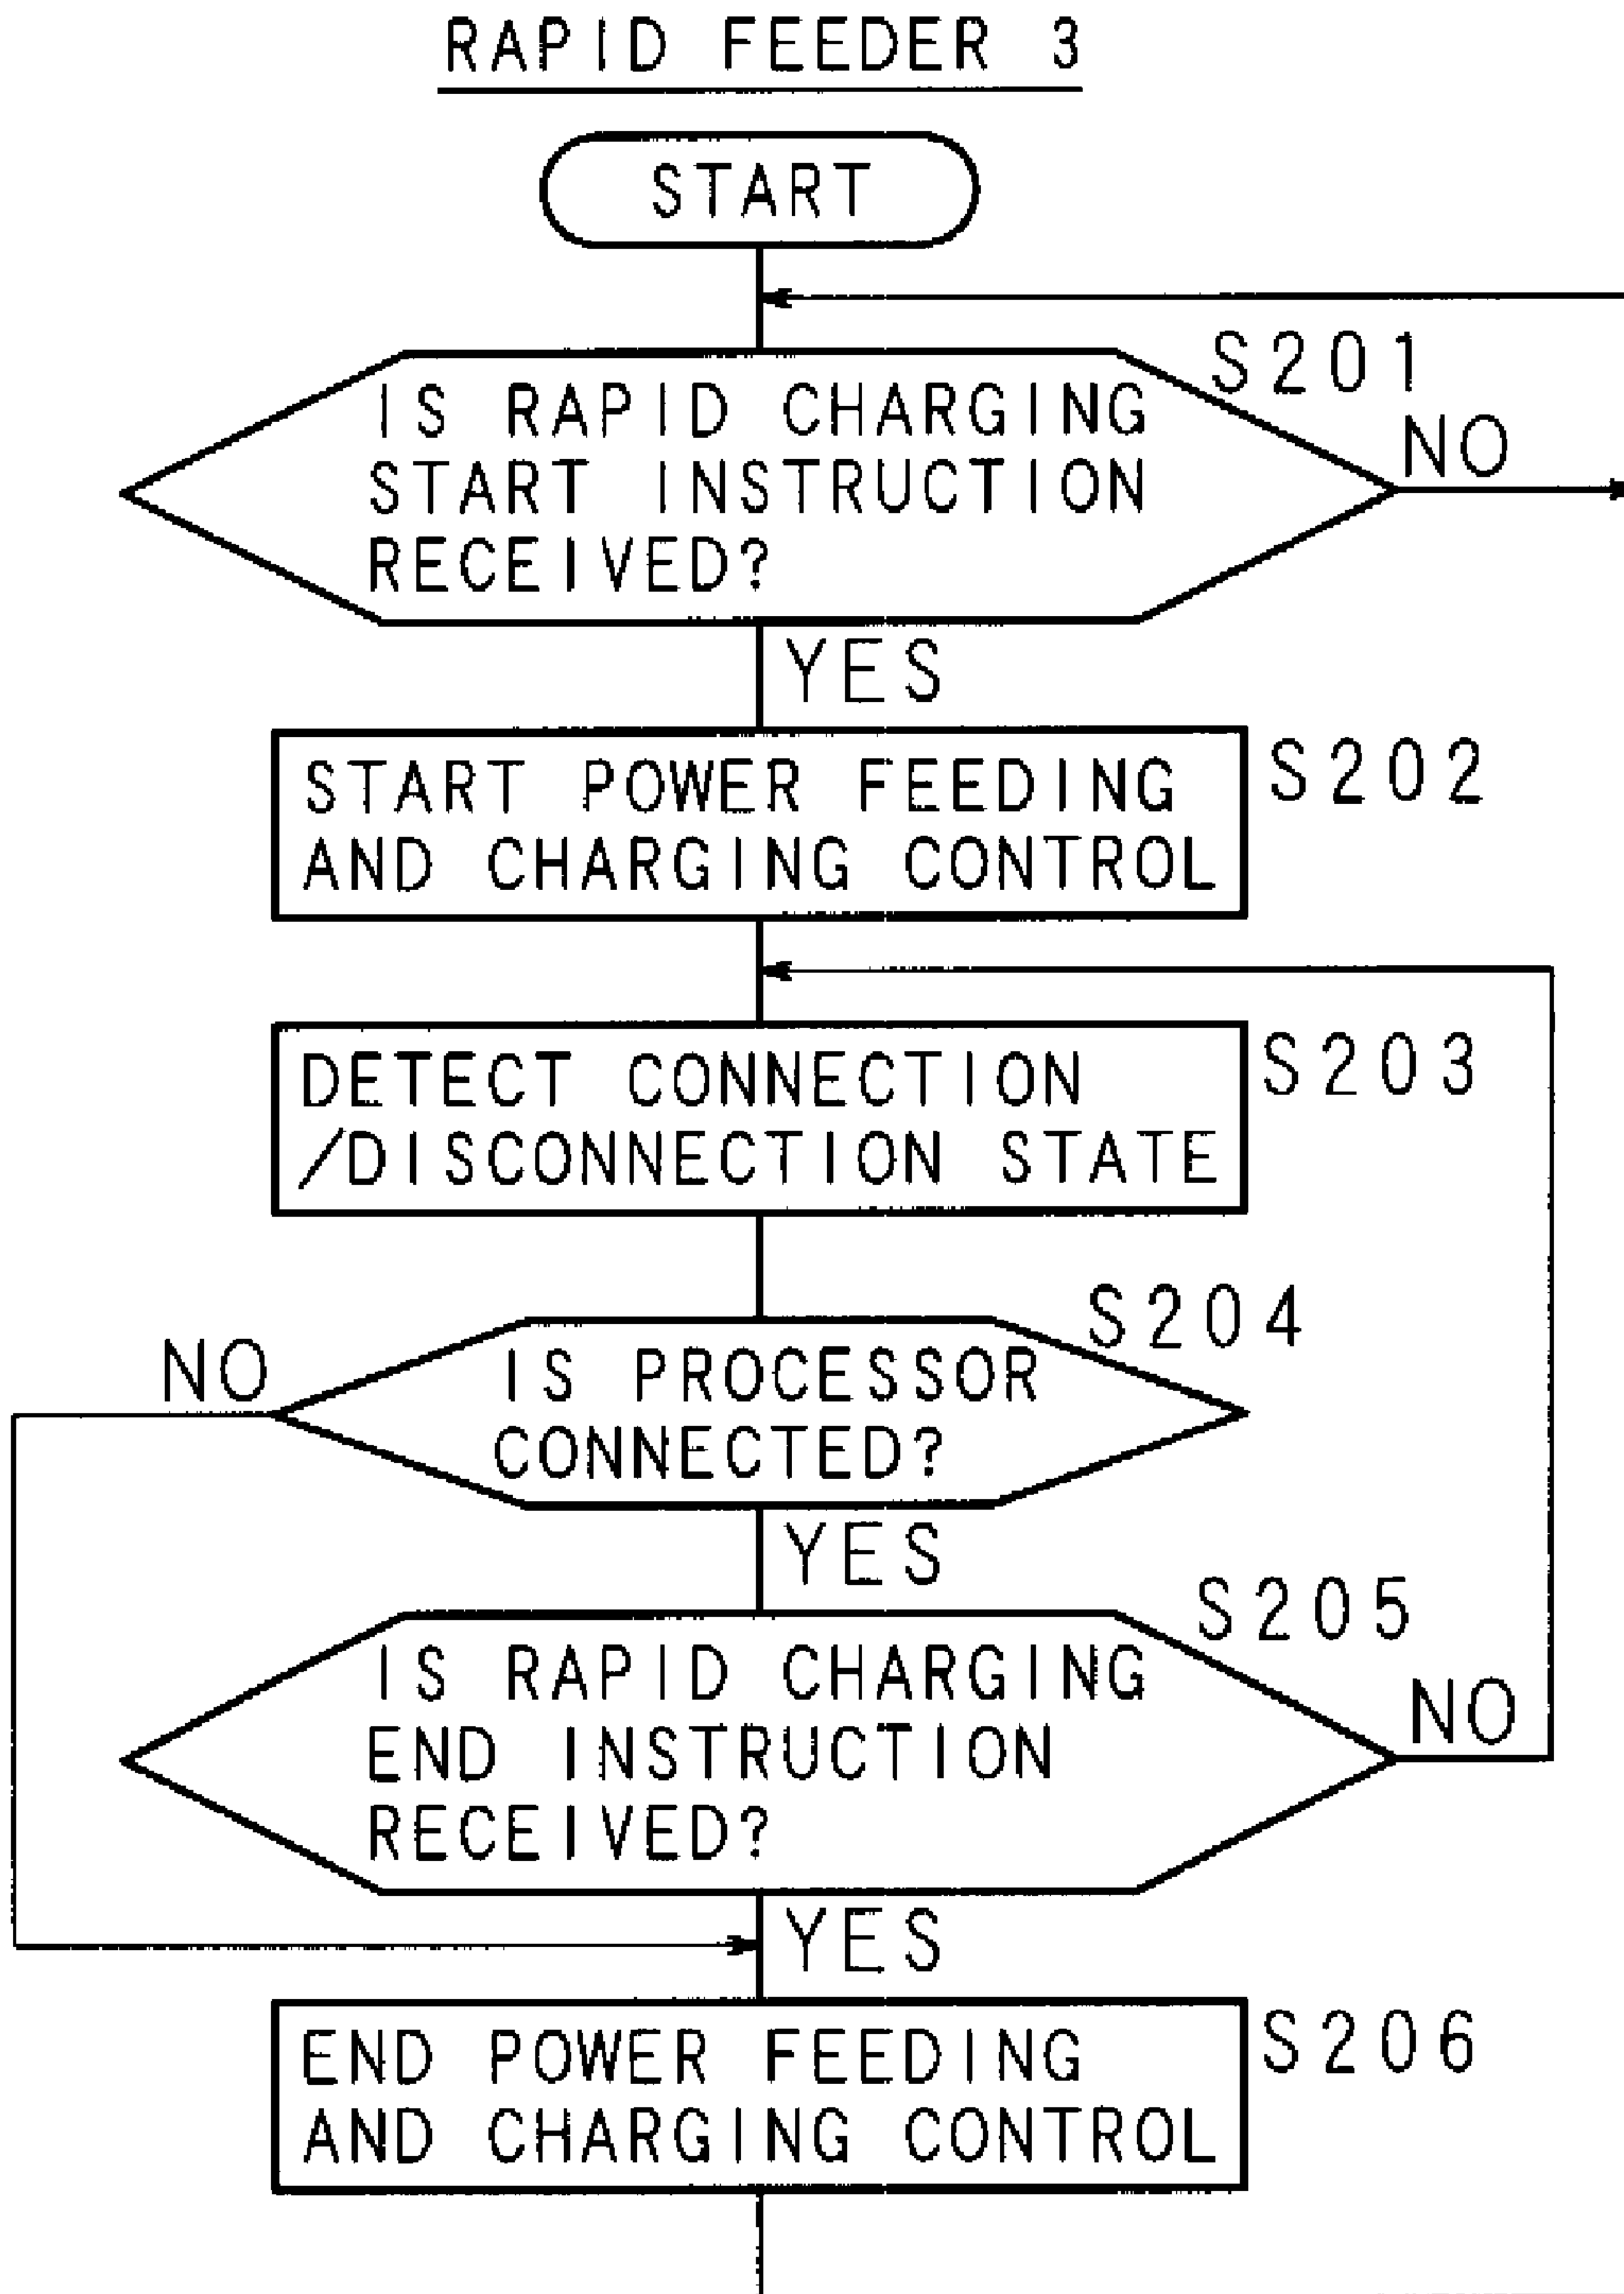 RAPID FEEDER 3
START
S201
IS RAPID CHARGING
START INSTRUCTION
RECEIVED?
NO
YES
START POWER FEEDING
AND CHARGING CONTROL
S202
DETECT CONNECTION
/DISCONNECTION STATE
S203
S204
NO
IS PROCESSOR
CONNECTED?
YES
S205
IS RAPID CHARGING
END INSTRUCTION
RECEIVED?
NO
YES
END POWER FEEDING
AND CHARGING CONTROL
S206